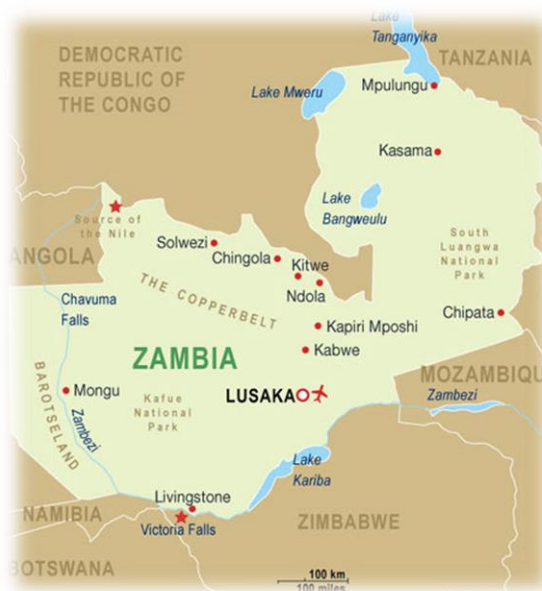 Lake
Tanganyika
DEMOCRATIC
REPUBLIC OF
THE CONGO
TANZANIA
Lake Mweru
Mpulungu
Kasama
Lake
Bangweulu
Source of
the Nile
ANGOLA
Solwezi
Chingola
Kitwe
Ndola
South
Luangwa
National
Park
THE COPPERBELT
Chavuma
Falls
Kapiri Mposhi
Chipata
Kabwe
ZAMBIA
MOZAMBIQU
BAROTSELAND
Mongu
Kafue
National
Park
LUSAKA
Zambezi
Zambezi
Lake
Kariba
Livingstone
NAMIBIA
Victoria Falls
ZIMBABWE
BOTSWANA
100 km
100 miles